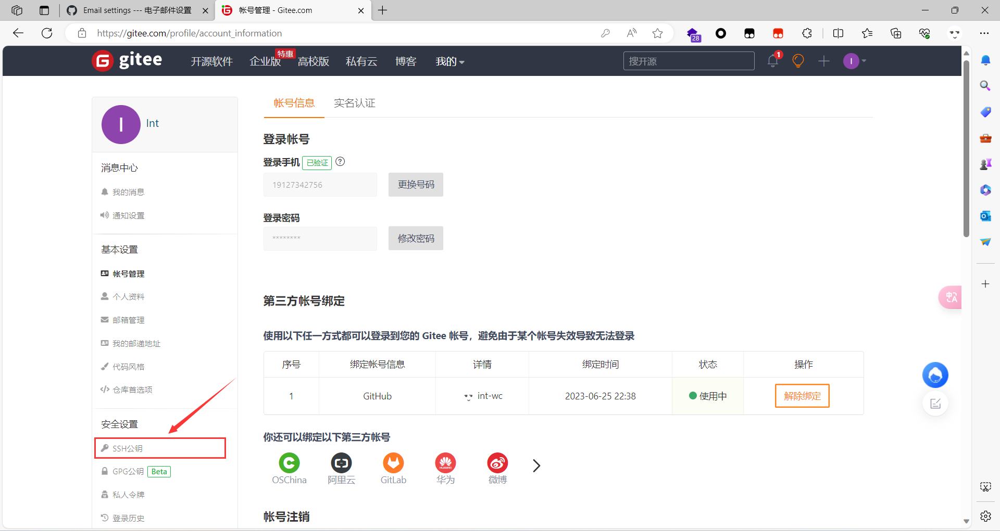 Email settings --- 电子邮件设置
帐号管理 - Gitee.com
https://gitee.com/profile/account_information
28
gitee
开源软件
企业版
特惠
高校版
私有云
博客
我的
搜开源
1
I
I
Int
消息中心
我的消息
通知设置
基本设置
帐号管理
个人资料
邮箱管理
我的邮递地址
代码风格
仓库首选项
安全设置
SSH公钥
GPG公钥 Beta
私人令牌
登录历史
帐号信息
实名认证
登录帐号
登录手机 已验证
19127342756
更换号码
登录密码
********
修改密码
第三方帐号绑定
使用以下任一方式都可以登录到您的 Gitee 帐号，避免由于某个帐号失效导致无法登录
序号 绑定帐号信息 详情 绑定时间 状态 操作
1 GitHub int-wc 2023-06-25 22:38 使用中 解除绑定
你还可以绑定以下第三方帐号
HUAWEI
OSChina 阿里云 GitLab 华为 微博
帐号注销
中A